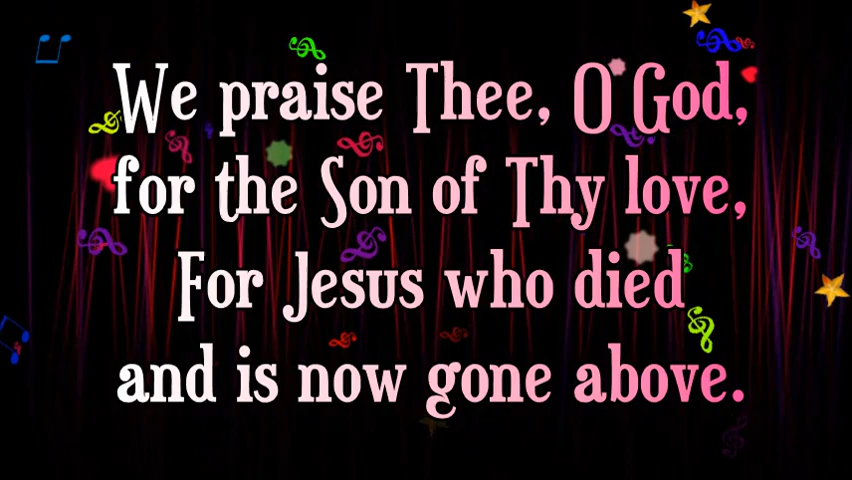 We praise Thee, O God,
for the Son of Thy love,
For Jesus who died
and is now gone above.